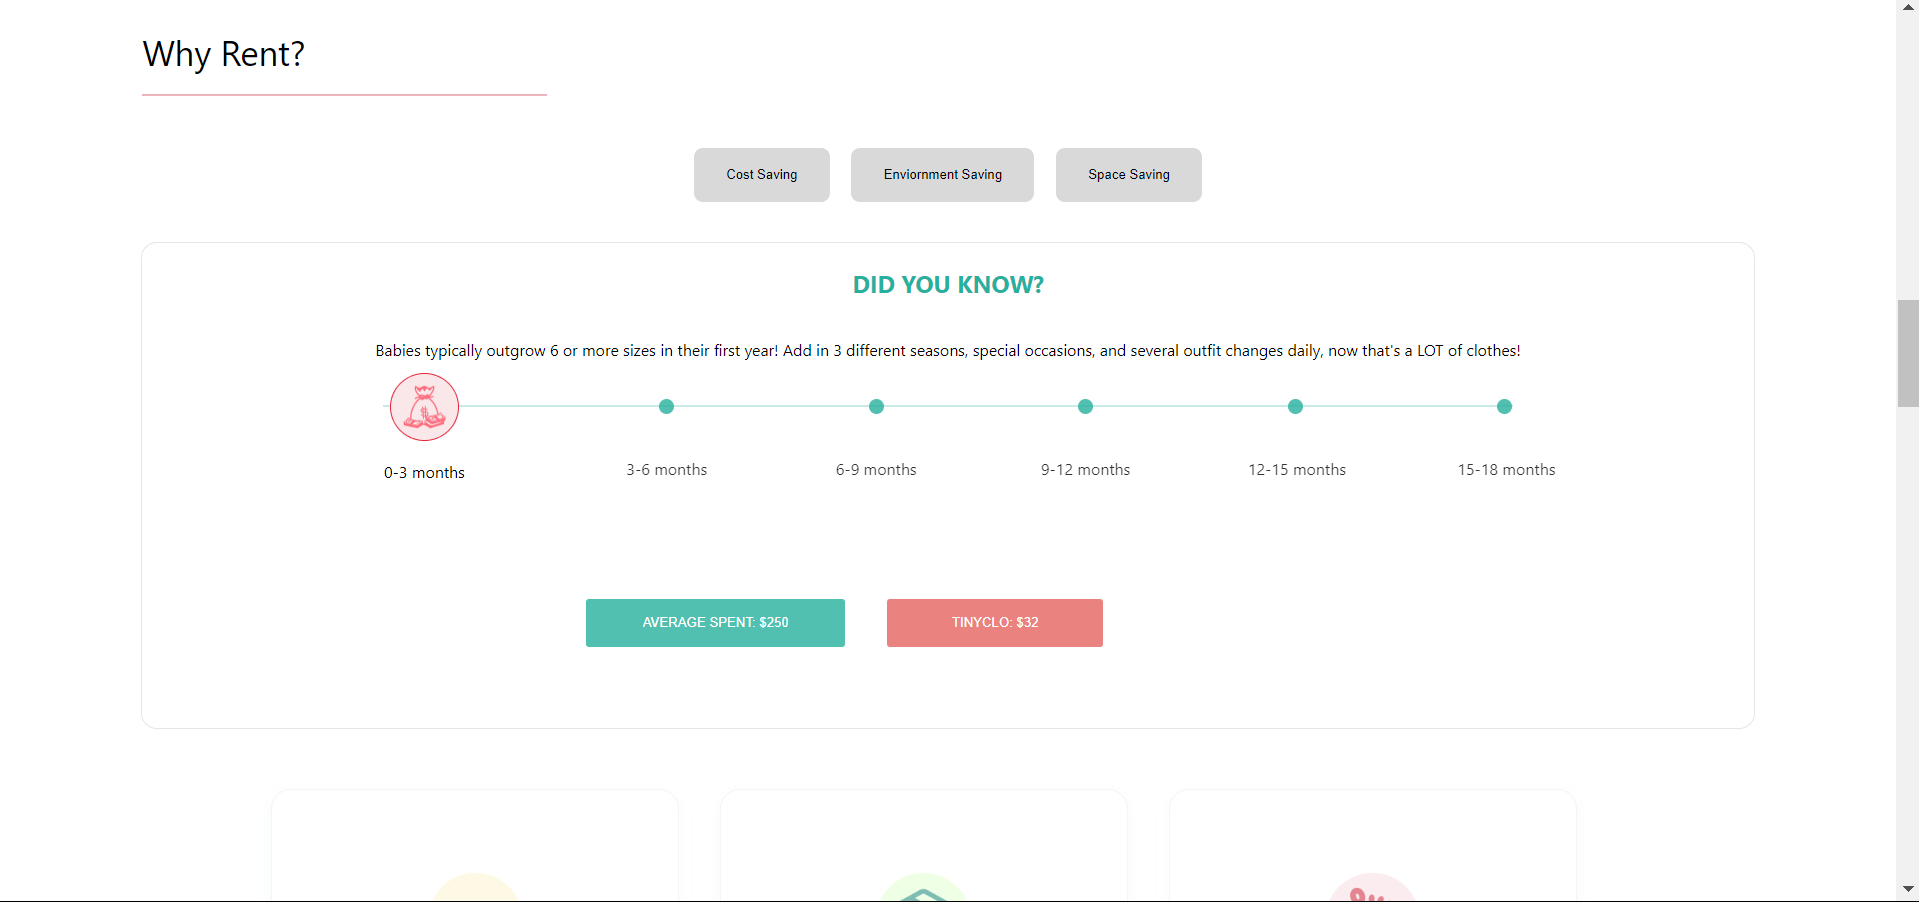 Why Rent?
Cost Saving
Enviornment Saving
Space Saving
DID YOU KNOW?
Babies typically outgrow 6 or more sizes in their first year! Add in 3 different seasons, special occasions, and several outfit changes daily, now that's a LOT of clothes!
$
0-3 months
3-6 months
6-9 months
9-12 months
12-15 months
15-18 months
AVERAGE SPENT: $250
TINYCLO: $32